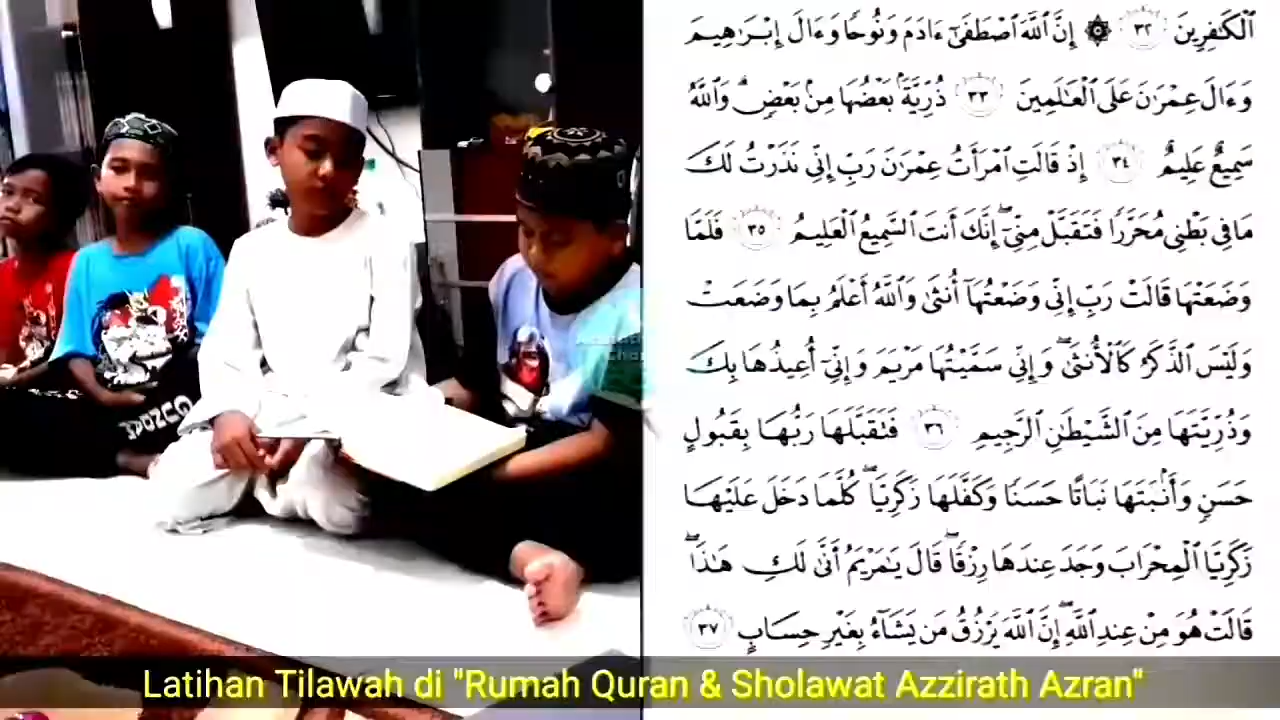 ٱلْكَٰفِرِينَ ٣٢ ۞ إِنَّ ٱللَّهَ ٱصْطَفَىٰٓ ءَادَمَ وَنُوحًا وَءَالَ إِبْرَٰهِيمَ
وَءَالَ عِمْرَٰنَ عَلَى ٱلْعَٰلَمِينَ ٣٣ ذُرِّيَّةًۢ بَعْضُهَا مِنۢ بَعْضٍ ۗ وَٱللَّهُ
سَمِيعٌ عَلِيمٌ ٣٤ إِذْ قَالَتِ ٱمْرَأَتُ عِمْرَٰنَ رَبِّ إِنِّى نَذَرْتُ لَكَ
مَا فِى بَطْنِى مُحَرَّرًا فَتَقَبَّلْ مِنِّىٓ ۖ إِنَّكَ أَنتَ ٱلسَّمِيعُ ٱلْعَلِيمُ ٣٥ فَلَمَّا
وَضَعَتْهَا قَالَتْ رَبِّ إِنِّى وَضَعْتُهَآ أُنثَىٰ وَٱللَّهُ أَعْلَمُ بِمَا وَضَعَتْ
وَلَيْسَ ٱلذَّكَرُ كَٱلْأُنثَىٰ ۖ وَإِنِّى سَمَّيْتُهَا مَرْيَمَ وَإِنِّىٓ أُعِيذُهَا بِكَ
وَذُرِّيَّتَهَا مِنَ ٱلشَّيْطَٰنِ ٱلرَّجِيمِ ٣٦ فَتَقَبَّلَهَا رَبُّهَا بِقَبُولٍ
حَسَنٍ وَأَنۢبَتَهَا نَبَاتًا حَسَنًا وَكَفَّلَهَا زَكَرِيَّا ۖ كُلَّمَا دَخَلَ عَلَيْهَا
زَكَرِيَّا ٱلْمِحْرَابَ وَجَدَ عِندَهَا رِزْقًا ۖ قَالَ يَٰمَرْيَمُ أَنَّىٰ لَكِ هَٰذَا ۖ
قَالَتْ هُوَ مِنْ عِندِ ٱللَّهِ ۖ إِنَّ ٱللَّهَ يَرْزُقُ مَن يَشَآءُ بِغَيْرِ حِسَابٍ ٣٧
Latihan Tilawah di "Rumah Quran & Sholawat Azzirath Azran"